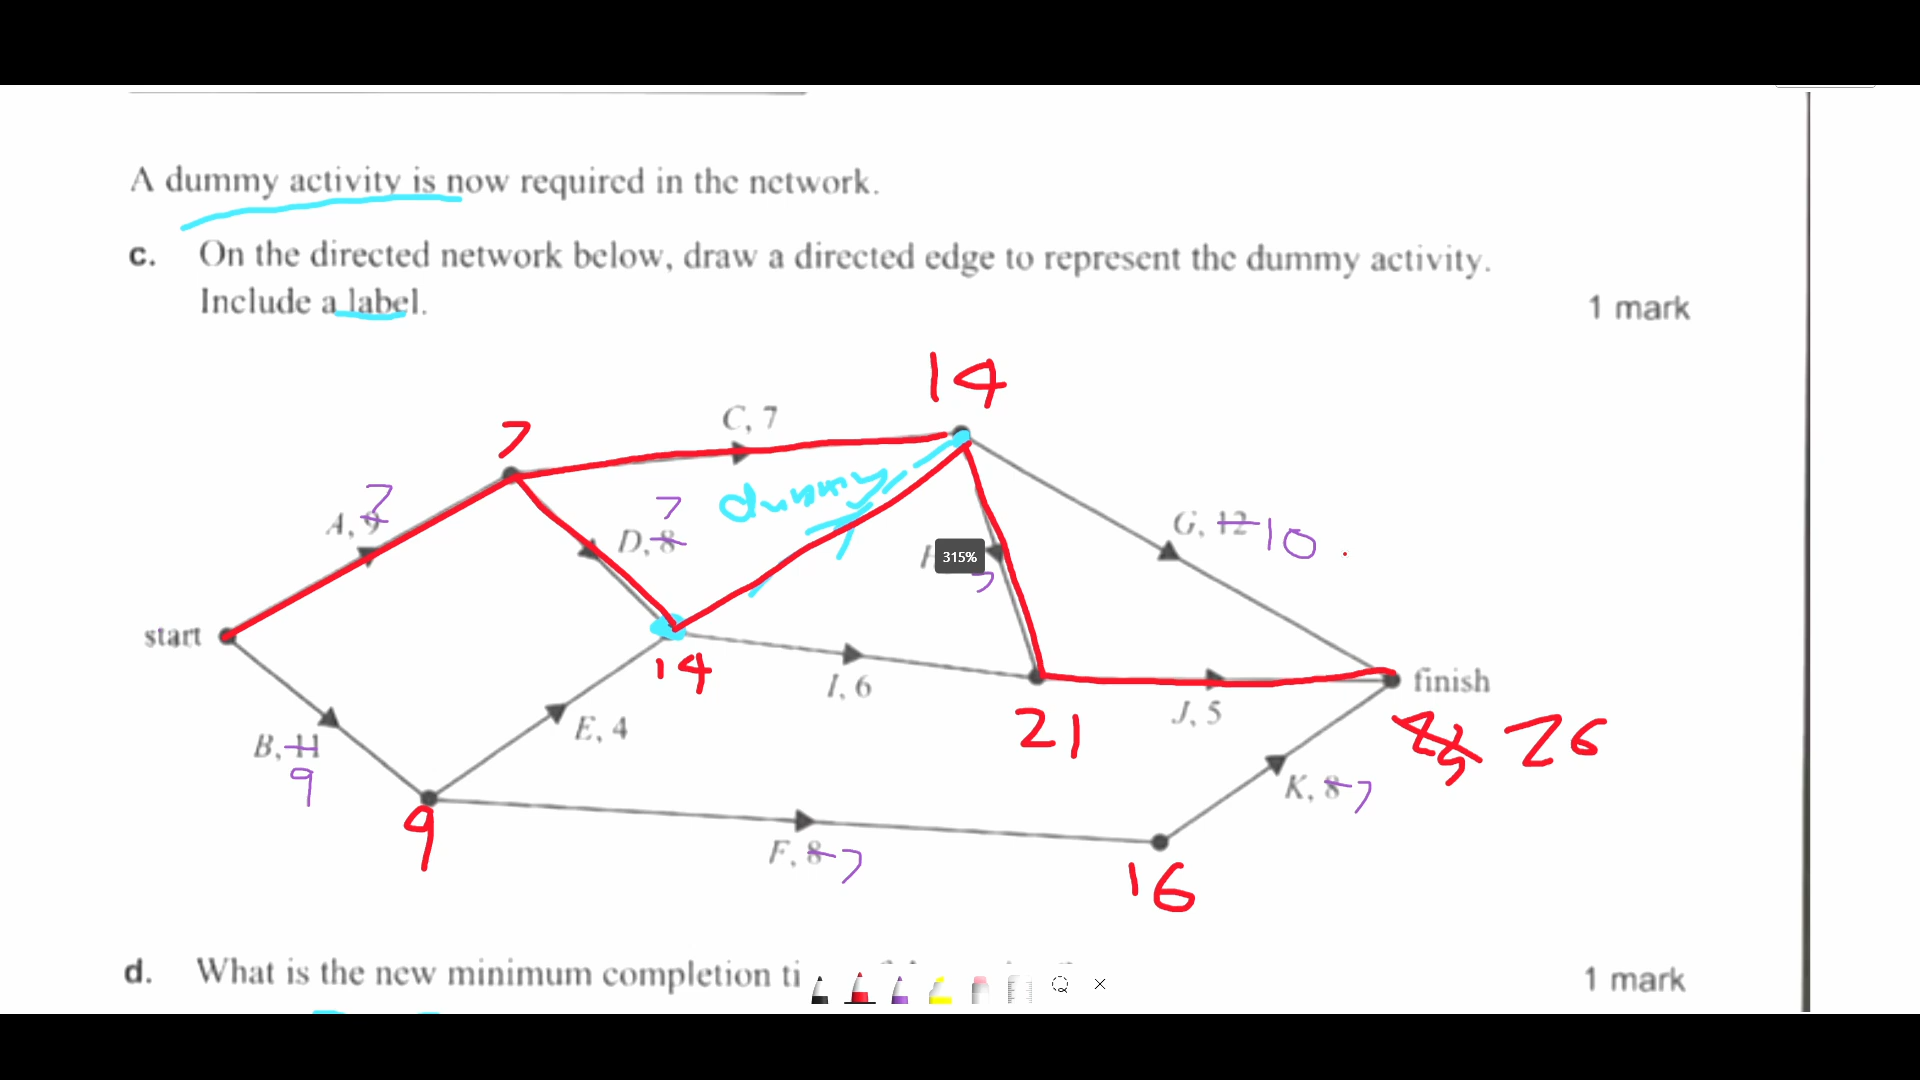 A dummy activity is now required in the network.
c. On the directed network below, draw a directed edge to represent the dummy activity.
Include a label.
1 mark
14
C, 7
7
7
A, 9
7
D, 8
dummy
G, 12 10
315%
7
start
14
I, 6
finish
21
J, 5
26
B, 11
9
E, 4
K, 8 7
9
F, 8 7
16
d. What is the new minimum completion ti
1 mark